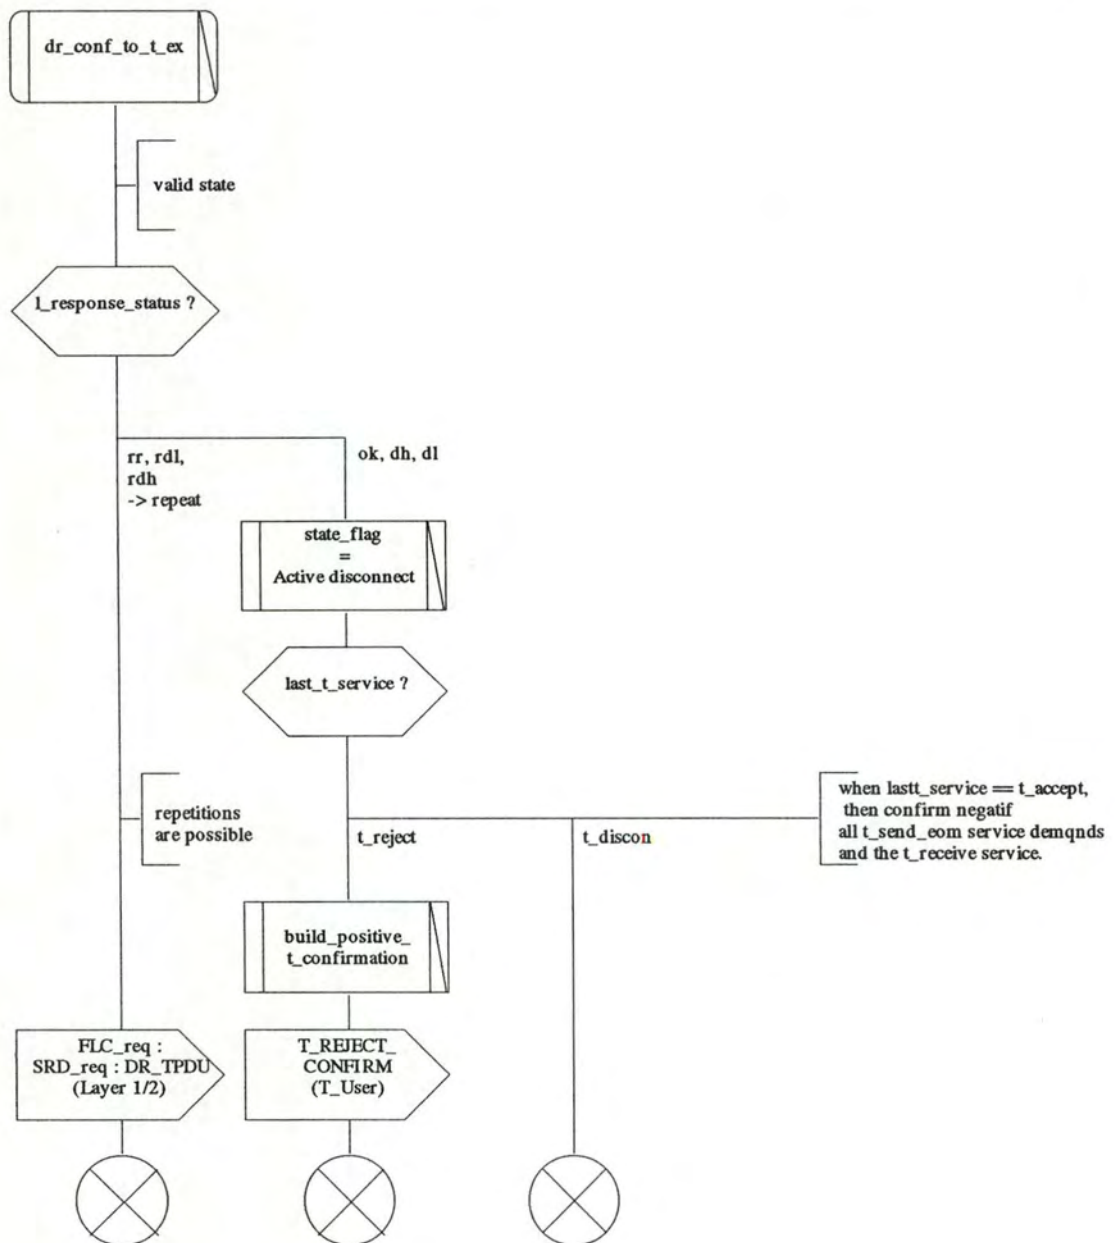 dr_conf_to_t_ex
valid state
l_response_status ?
rr, rdl,
rdh
-> repeat
ok, dh, dl
state_flag
=
Active disconnect
last_t_service ?
repetitions
are possible
t_reject
t_discon
when lastt_service == t_accept,
then confirm negatif
all t_send_eom service demqnds
and the t_receive service.
build_positive_
t_confirmation
FLC_req :
SRD_req : DR_TPDU
(Layer 1/2)
T_REJECT_
CONFIRM
(T_User)